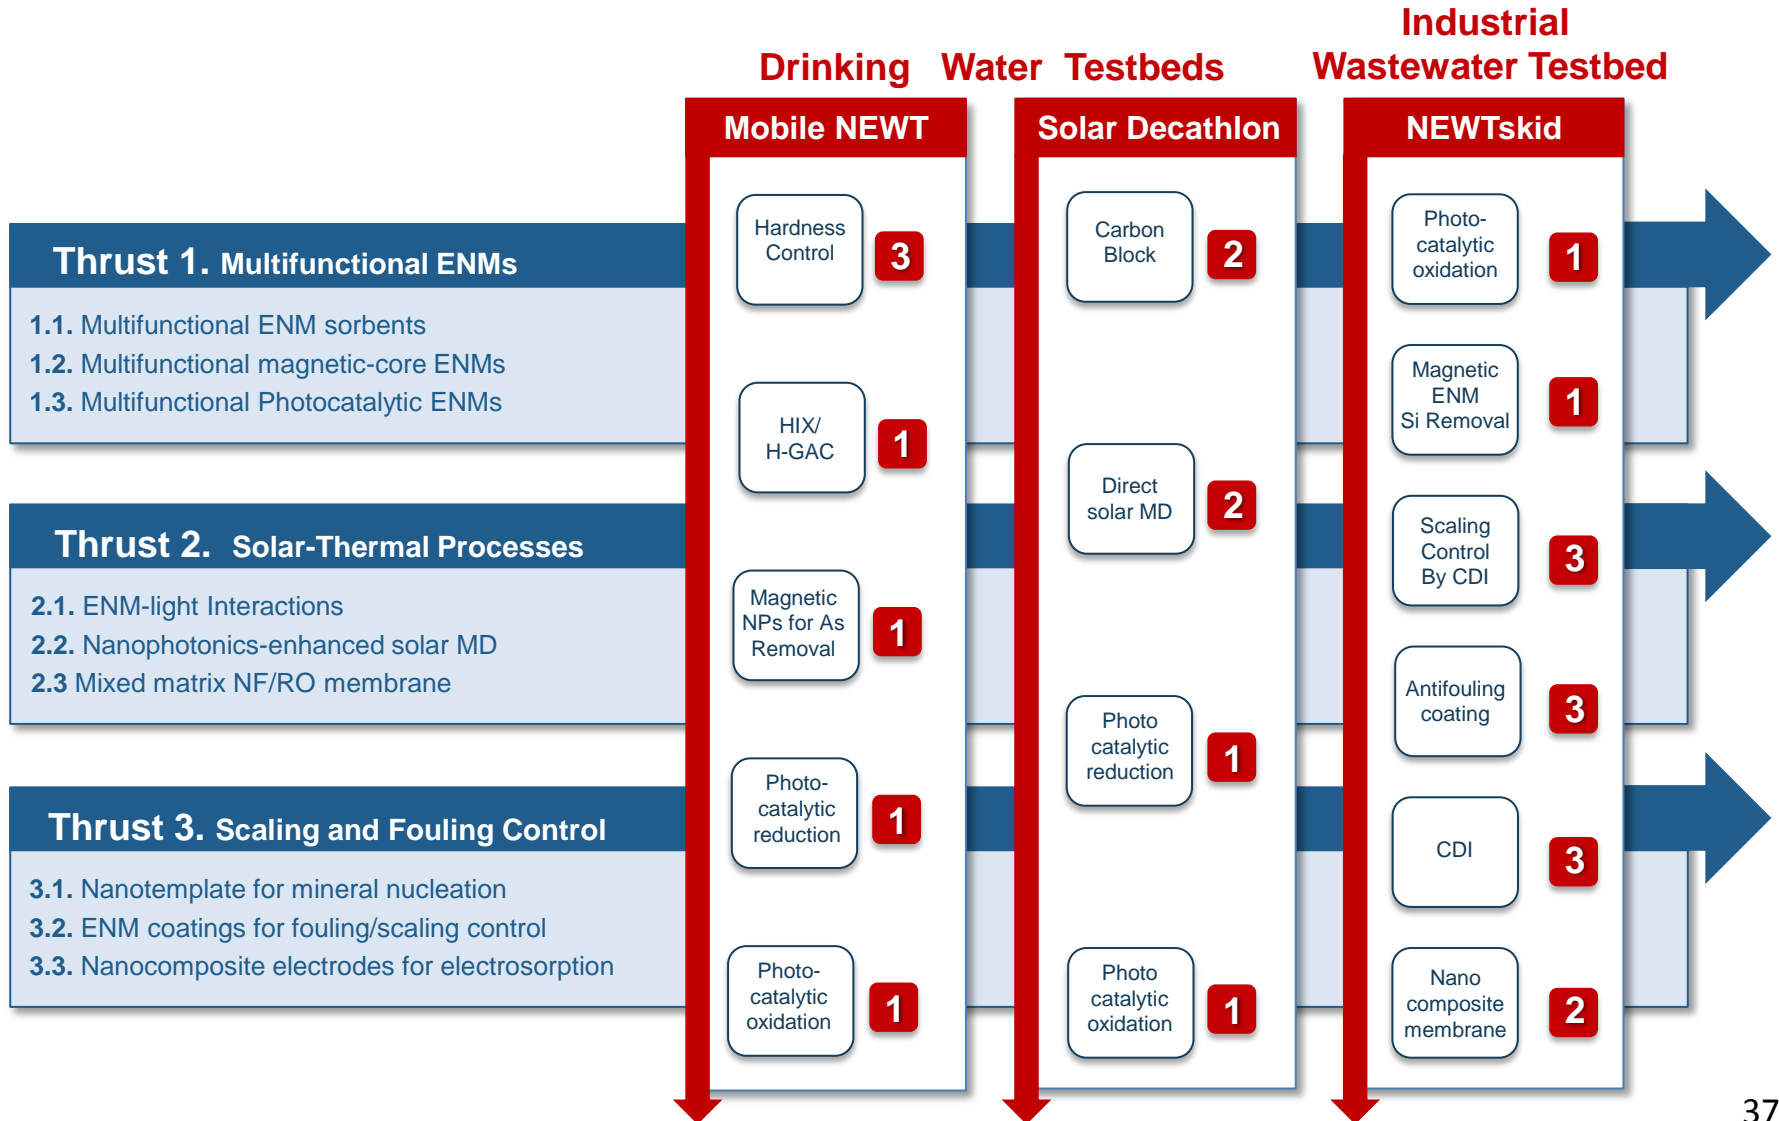 Drinking Water Testbeds
Industrial
Wastewater Testbed
Mobile NEWT
Solar Decathlon
NEWTskid
Thrust 1. Multifunctional ENMs
1.1. Multifunctional ENM sorbents
1.2. Multifunctional magnetic-core ENMs
1.3. Multifunctional Photocatalytic ENMs
Thrust 2. Solar-Thermal Processes
2.1. ENM-light Interactions
2.2. Nanophotonics-enhanced solar MD
2.3 Mixed matrix NF/RO membrane
Thrust 3. Scaling and Fouling Control
3.1. Nanotemplate for mineral nucleation
3.2. ENM coatings for fouling/scaling control
3.3. Nanocomposite electrodes for electrosorption
Hardness
Control
3
HIX/
H-GAC
1
Magnetic
NPs for As
Removal
1
Photo-
catalytic
reduction
1
Photo-
catalytic
oxidation
1
Carbon
Block
2
Direct
solar MD
2
Photo
catalytic
reduction
1
Photo
catalytic
oxidation
1
Photo-
catalytic
oxidation
1
Magnetic
ENM
Si Removal
1
Scaling
Control
By CDI
3
Antifouling
coating
3
CDI
3
Nano
composite
membrane
2
37